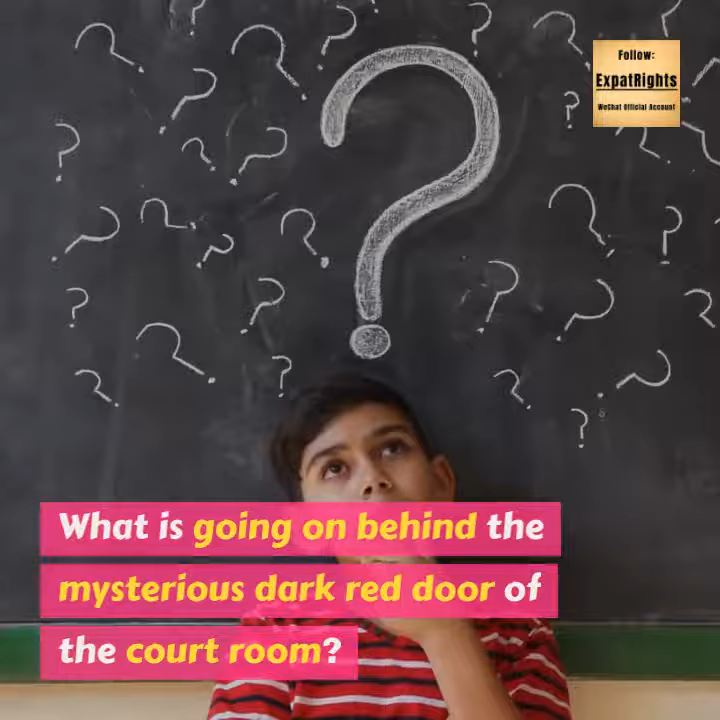 Follow:
ExpatRights
WeChat Official Account
What is going on behind the
mysterious dark red door of
the court room?